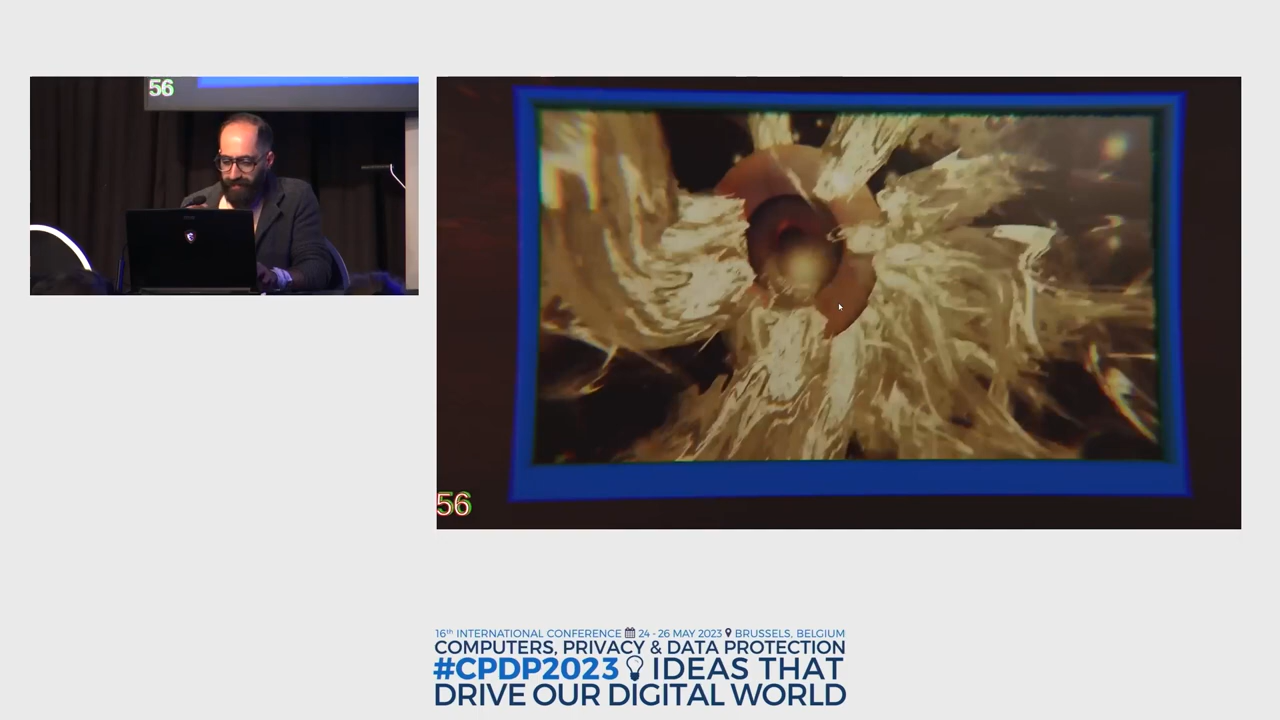 56
56
16th INTERNATIONAL CONFERENCE 24 - 26 MAY 2023 BRUSSELS, BELGIUM
COMPUTERS, PRIVACY & DATA PROTECTION
#CPDP2023 IDEAS THAT
DRIVE OUR DIGITAL WORLD